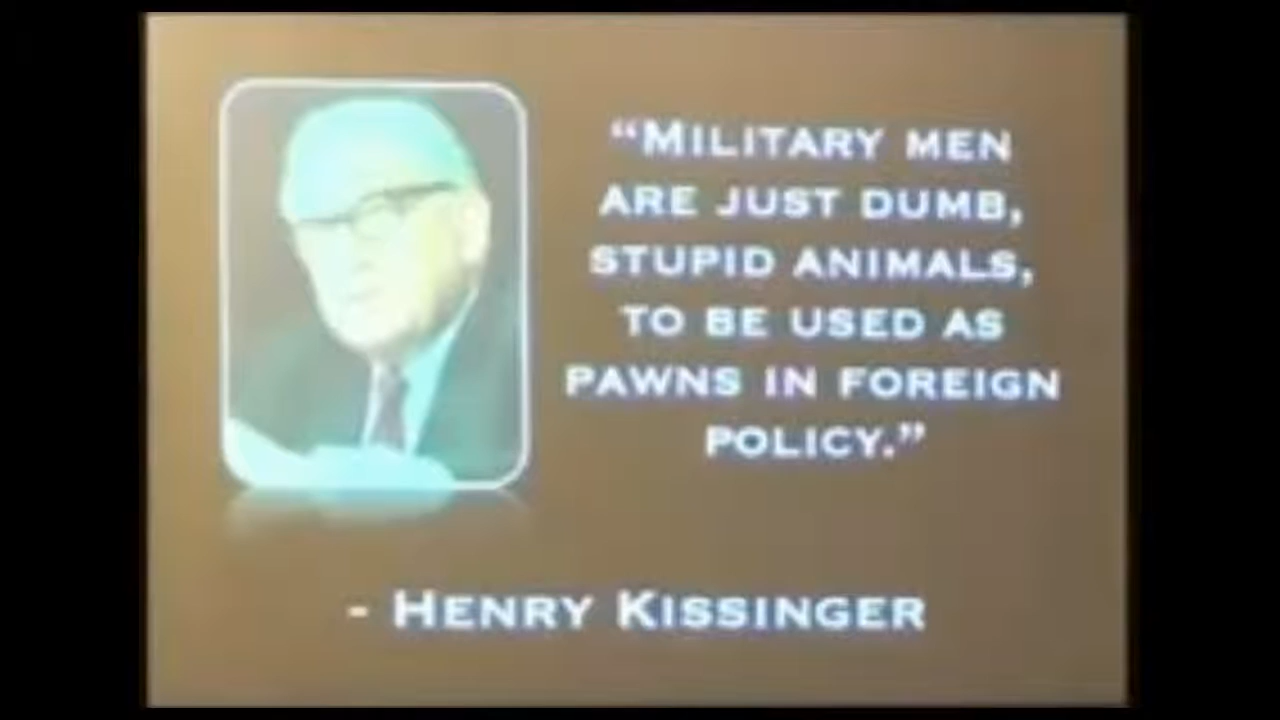 “MILITARY MEN
ARE JUST DUMB,
STUPID ANIMALS,
TO BE USED AS
PAWNS IN FOREIGN
POLICY.”
- HENRY KISSINGER